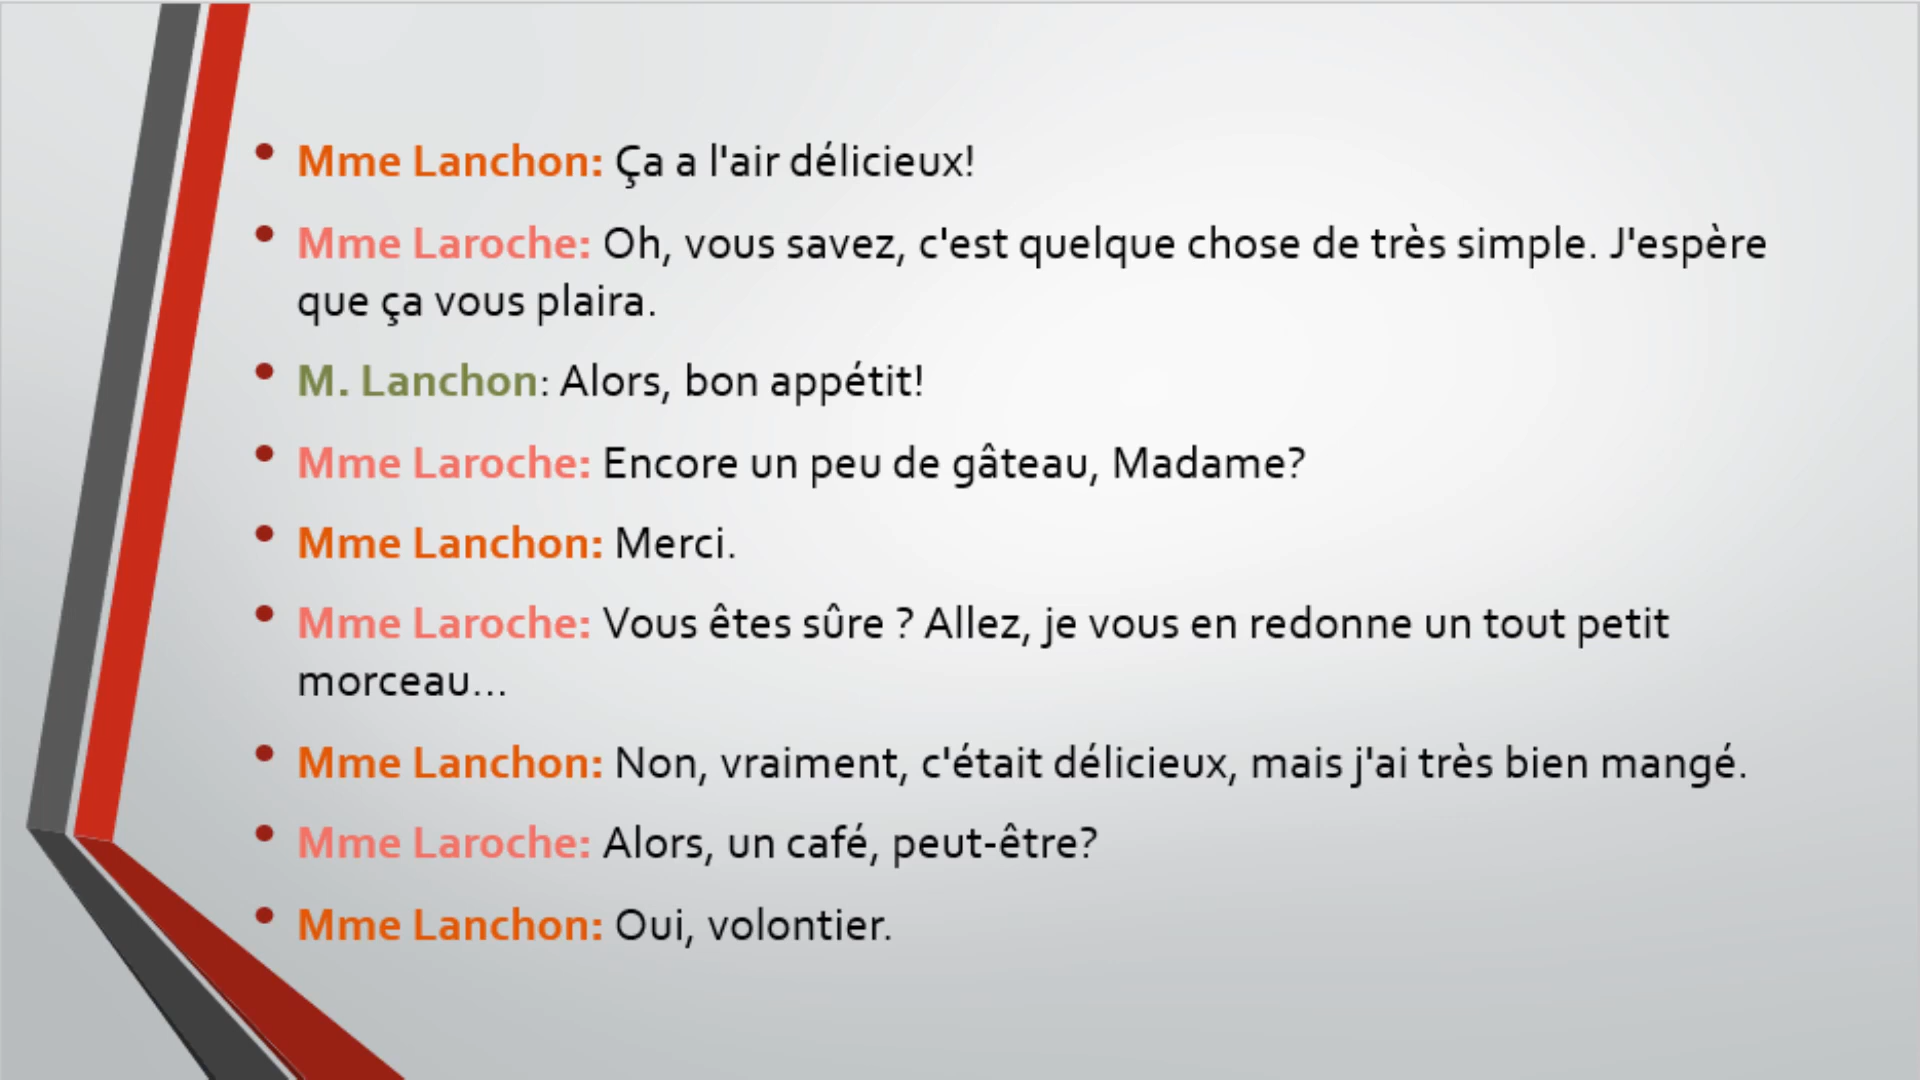 • Mme Lanchon: Ça a l'air délicieux!
• Mme Laroche: Oh, vous savez, c'est quelque chose de très simple. J'espère
que ça vous plaira.
• M. Lanchon: Alors, bon appétit!
• Mme Laroche: Encore un peu de gâteau, Madame?
• Mme Lanchon: Merci.
• Mme Laroche: Vous êtes sûre ? Allez, je vous en redonne un tout petit
morceau...
• Mme Lanchon: Non, vraiment, c'était délicieux, mais j'ai très bien mangé.
• Mme Laroche: Alors, un café, peut-être?
• Mme Lanchon: Oui, volontier.